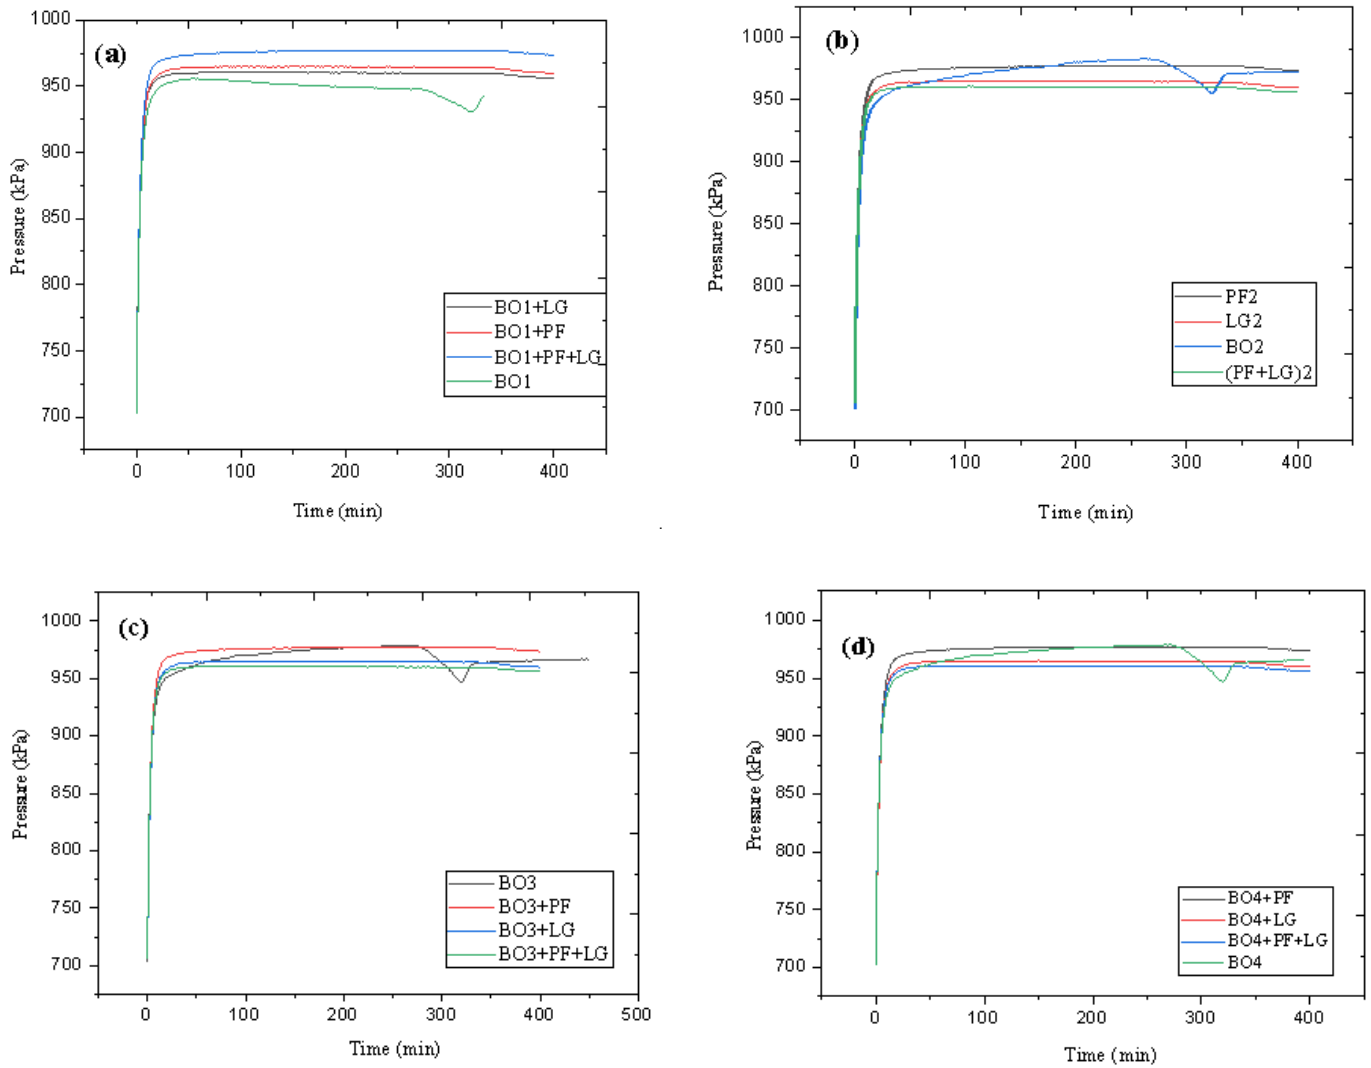 (a)
1000
950
900
850
800
750
700
Pressure (kPa)
BO1+LG
BO1+PF
BO1+PF+LG
BO1
0 100 200 300 400
Time (min)
(b)
1000
950
900
850
800
750
700
Pressure (kPa)
PF2
LG2
BO2
(PF+LG)2
0 100 200 300 400
Time (min)
(c)
1000
950
900
850
800
750
700
Pressure (kPa)
BO3
BO3+PF
BO3+LG
BO3+PF+LG
0 100 200 300 400 500
Time (min)
(d)
1000
950
900
850
800
750
700
Pressure (kPa)
BO4+PF
BO4+LG
BO4+PF+LG
BO4
0 100 200 300 400
Time (min)